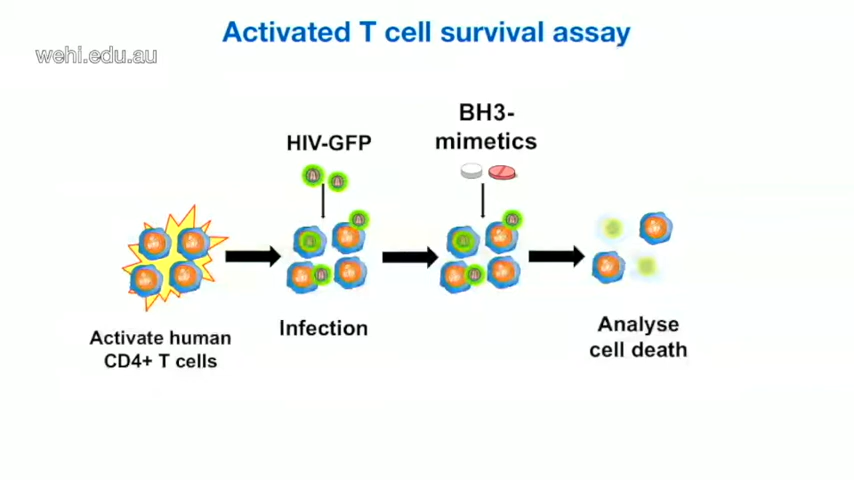 Activated T cell survival assay
wehi.edu.au
BH3-
mimetics
HIV-GFP
Activate human
CD4+ T cells
Infection
Analyse
cell death